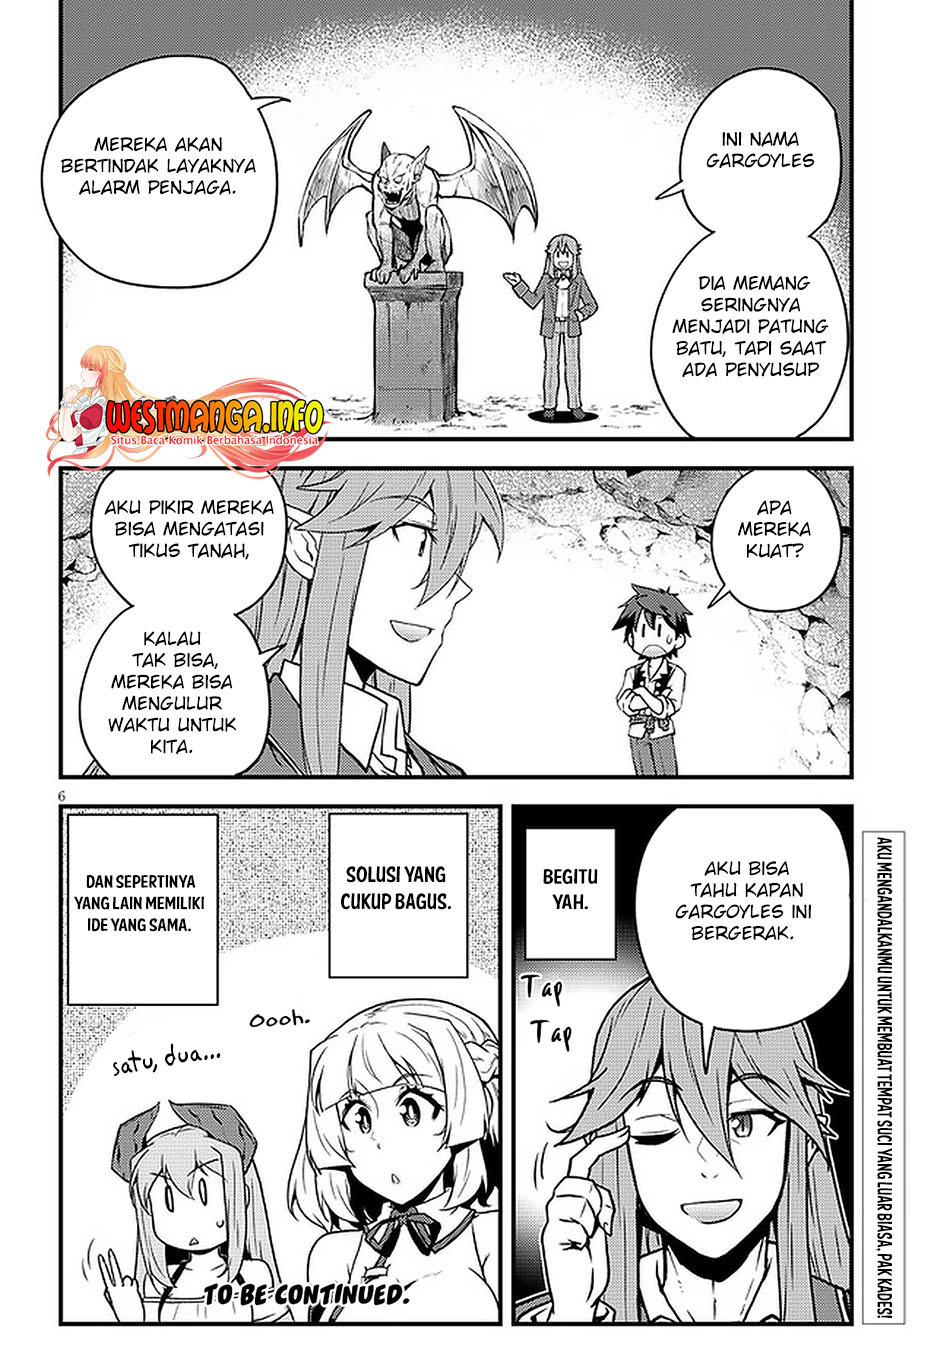 INI NAMA
GARGOYLES
DIA MEMANG
SERINGNYA
MENJADI PATUNG
BATU, TAPI SAAT
ADA PENYUSUP
MEREKA AKAN
BERTINDAK LAYAKNYA
ALARM PENJAGA.
WESTMANGA.INFO
Situs Baca Komik Berbahasa Indonesia
APA
MEREKA
KUAT?
AKU PIKIR MEREKA
BISA MENGATASI
TIKUS TANAH,
KALAU
TAK BISA,
MEREKA BISA
MENGULUR
WAKTU UNTUK
KITA.
6
AKU BISA
TAHU KAPAN
GARGOYLES INI
BERGERAK.
BEGITU
YAH.
Tap
Tap
SOLUSI YANG
CUKUP BAGUS.
DAN SEPERTINYA
YANG LAIN MEMILIKI
IDE YANG SAMA.
Oooh.
satu, dua...
TO BE CONTINUED.
AKU MENGANDALKANMU UNTUK MEMBUAT TEMPAT SUCI YANG LUAR BIASA, PAK KADES!